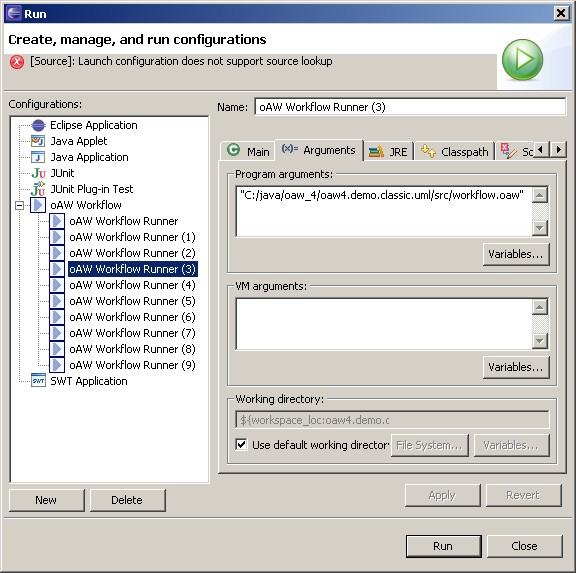 Run
Create, manage, and run configurations
[Source]: Launch configuration does not support source lookup
Configurations:
Name: oAW Workflow Runner (3)
Eclipse Application
Java Applet
Java Application
JUnit
JUnit Plug-in Test
oAW Workflow
oAW Workflow Runner
oAW Workflow Runner (1)
oAW Workflow Runner (2)
oAW Workflow Runner (3)
oAW Workflow Runner (4)
oAW Workflow Runner (5)
oAW Workflow Runner (6)
oAW Workflow Runner (7)
oAW Workflow Runner (8)
oAW Workflow Runner (9)
SWT Application
Main (x)= Arguments JRE Classpath So
Program arguments:
"C:/java/oaw_4/oaw4.demo.classic.uml/src/workflow.oaw"
Variables...
VM arguments:
Variables...
Working directory:
${workspace_loc:oaw4.demo.c
Use default working director File System... Variables...
New Delete
Apply Revert
Run Close